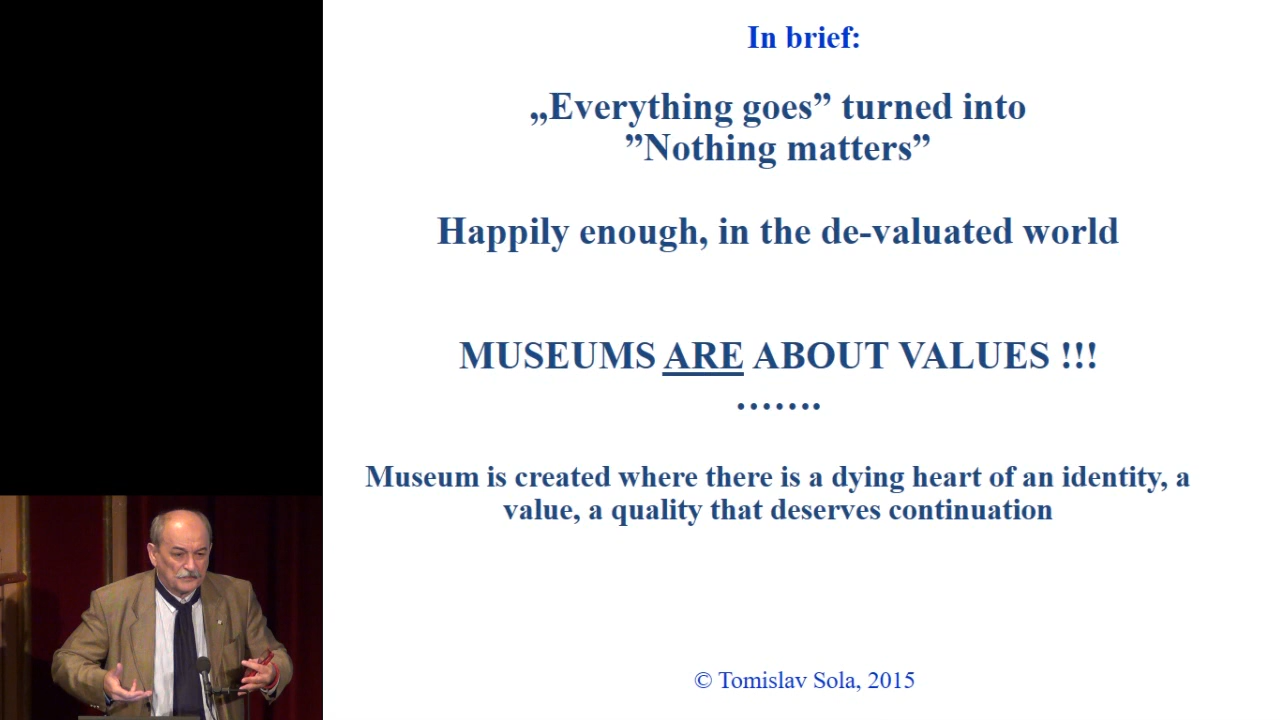 In brief:
„Everything goes” turned into
”Nothing matters”
Happily enough, in the de-valuated world
MUSEUMS ARE ABOUT VALUES !!!
…….
Museum is created where there is a dying heart of an identity, a
value, a quality that deserves continuation
© Tomislav Sola, 2015